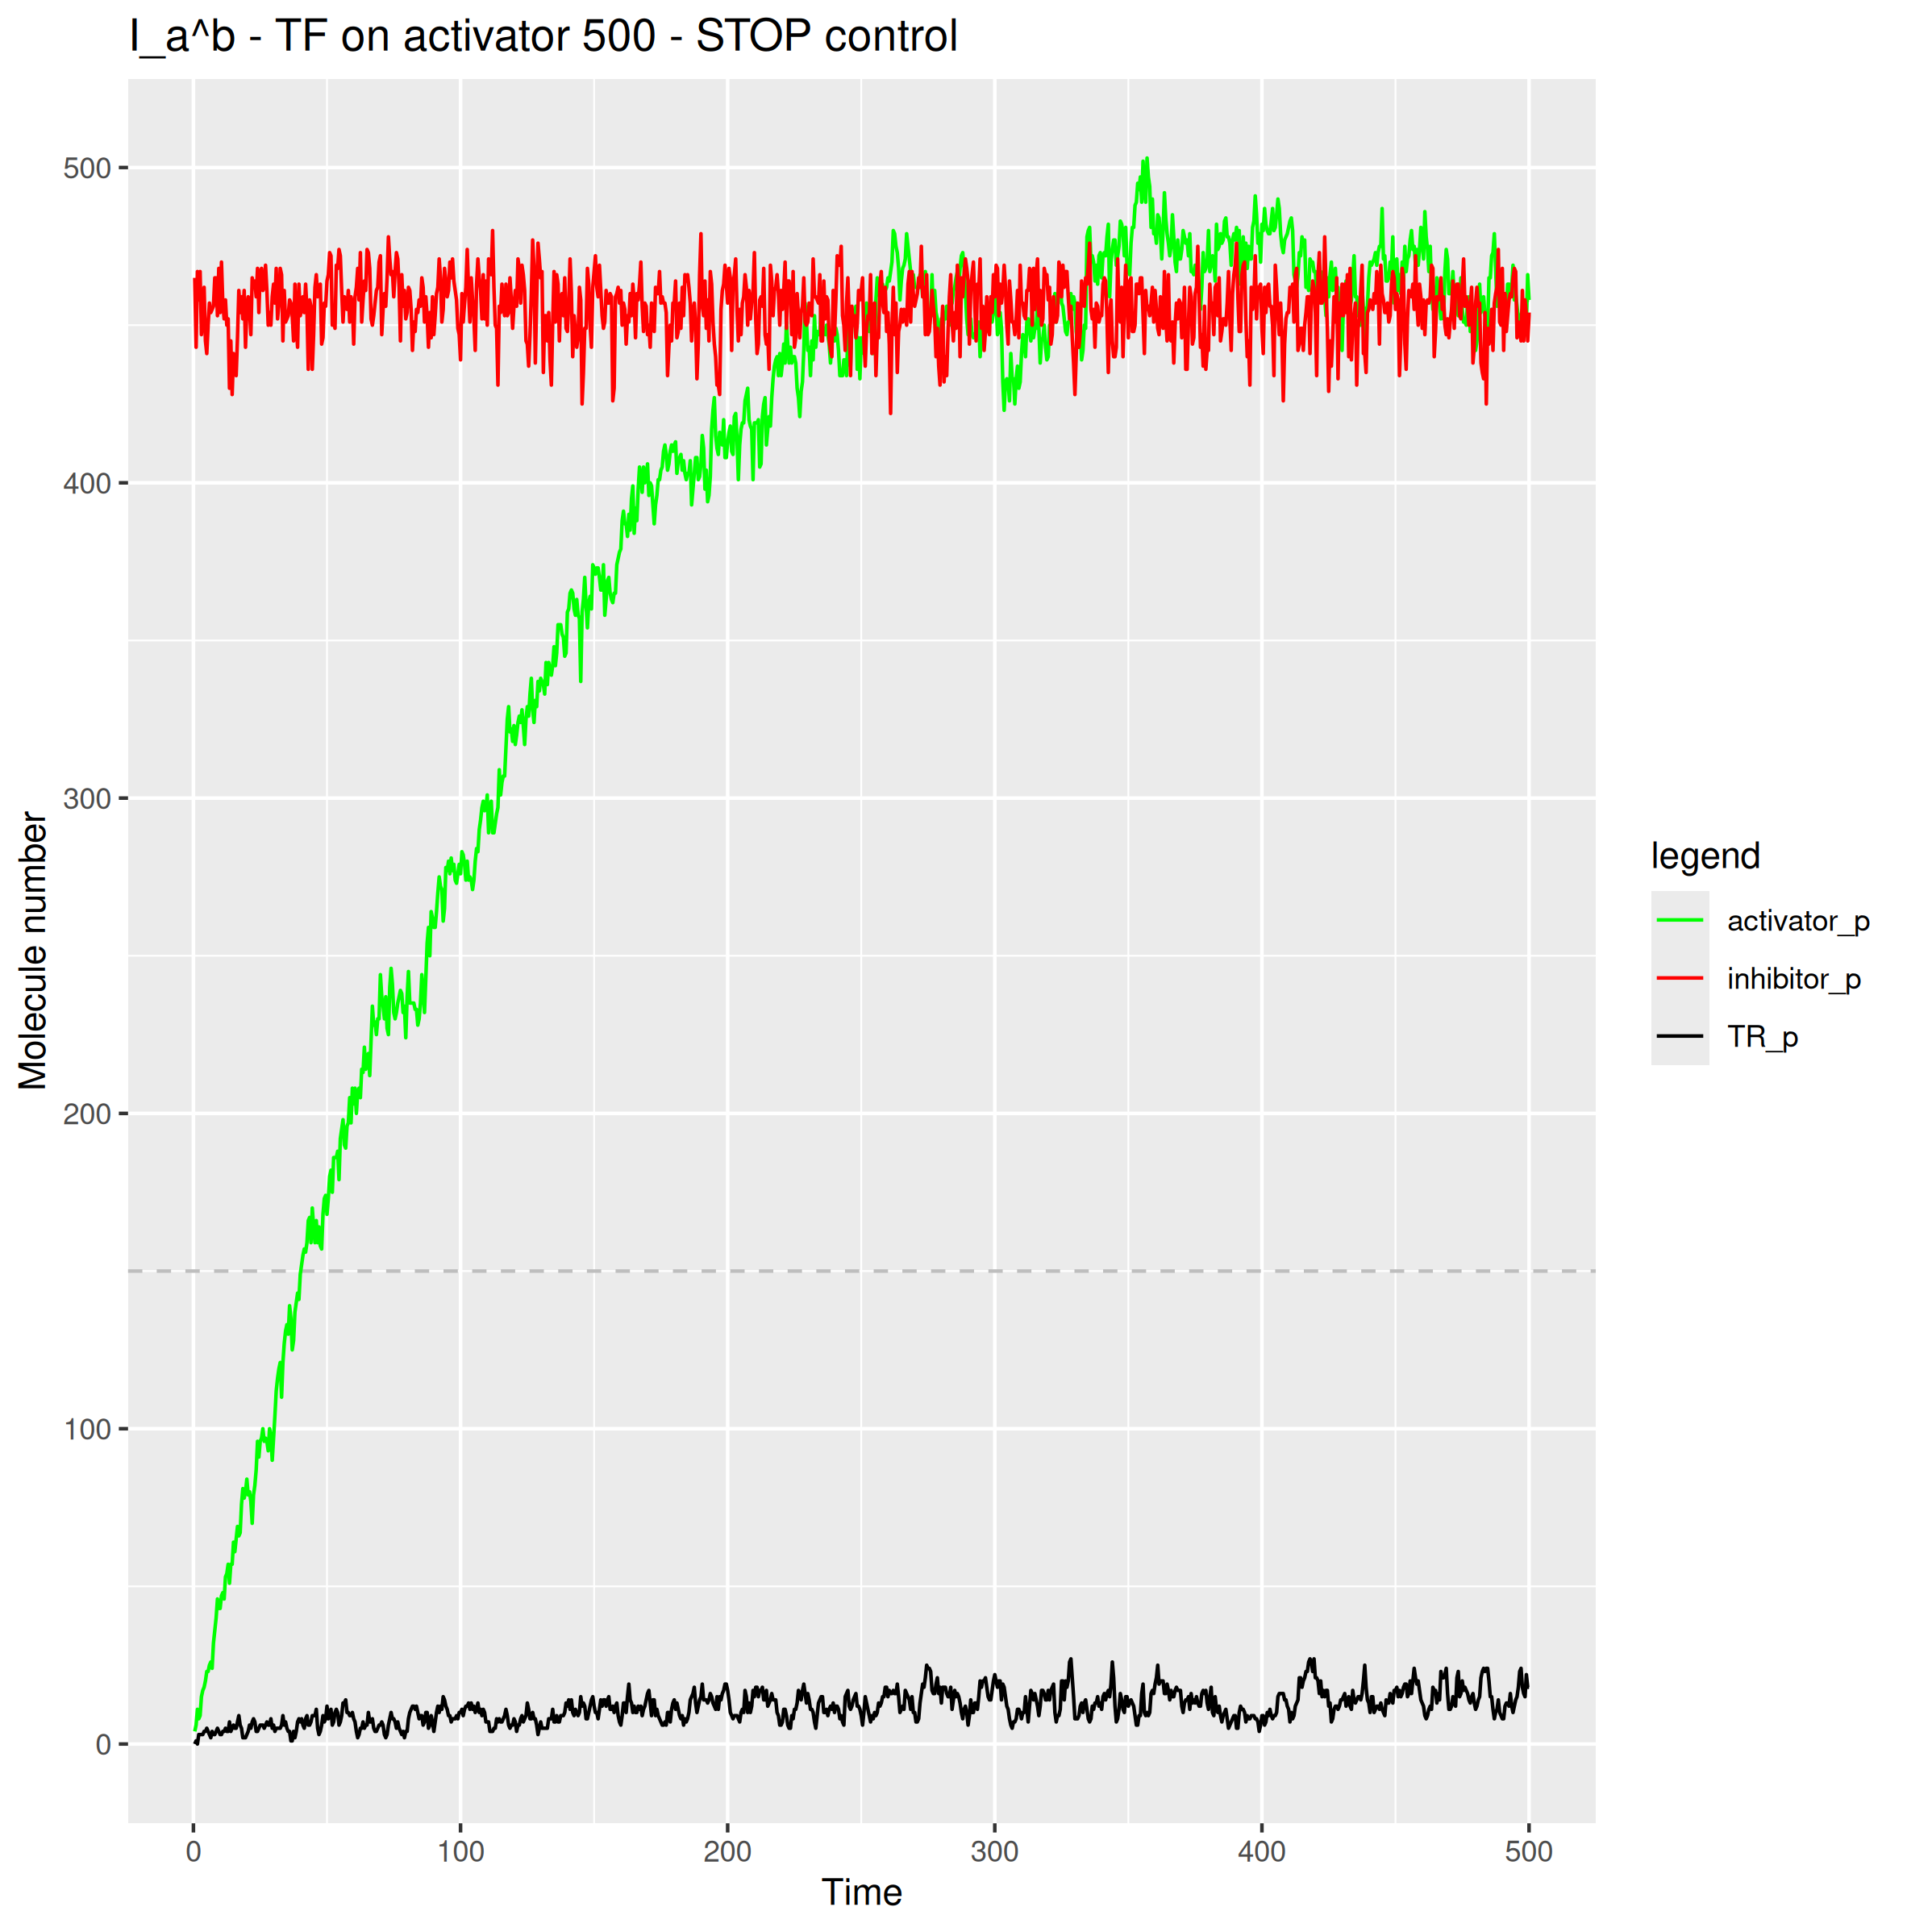 I_a^b - TF on activator 500 - STOP control
500
400
300
200
100
0
Molecule number
0 100 200 300 400 500
Time
legend
activator_p
inhibitor_p
TR_p